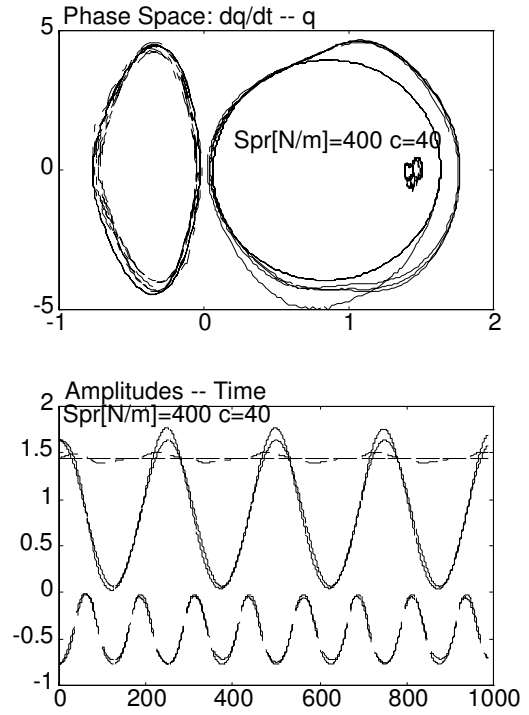 Phase Space: dq/dt -- q
5
Spr[N/m]=400 c=40
0
-5
-1 0 1 2
Amplitudes -- Time
2
Spr[N/m]=400 c=40
1.5
1
0.5
0
-0.5
-1
0 200 400 600 800 1000